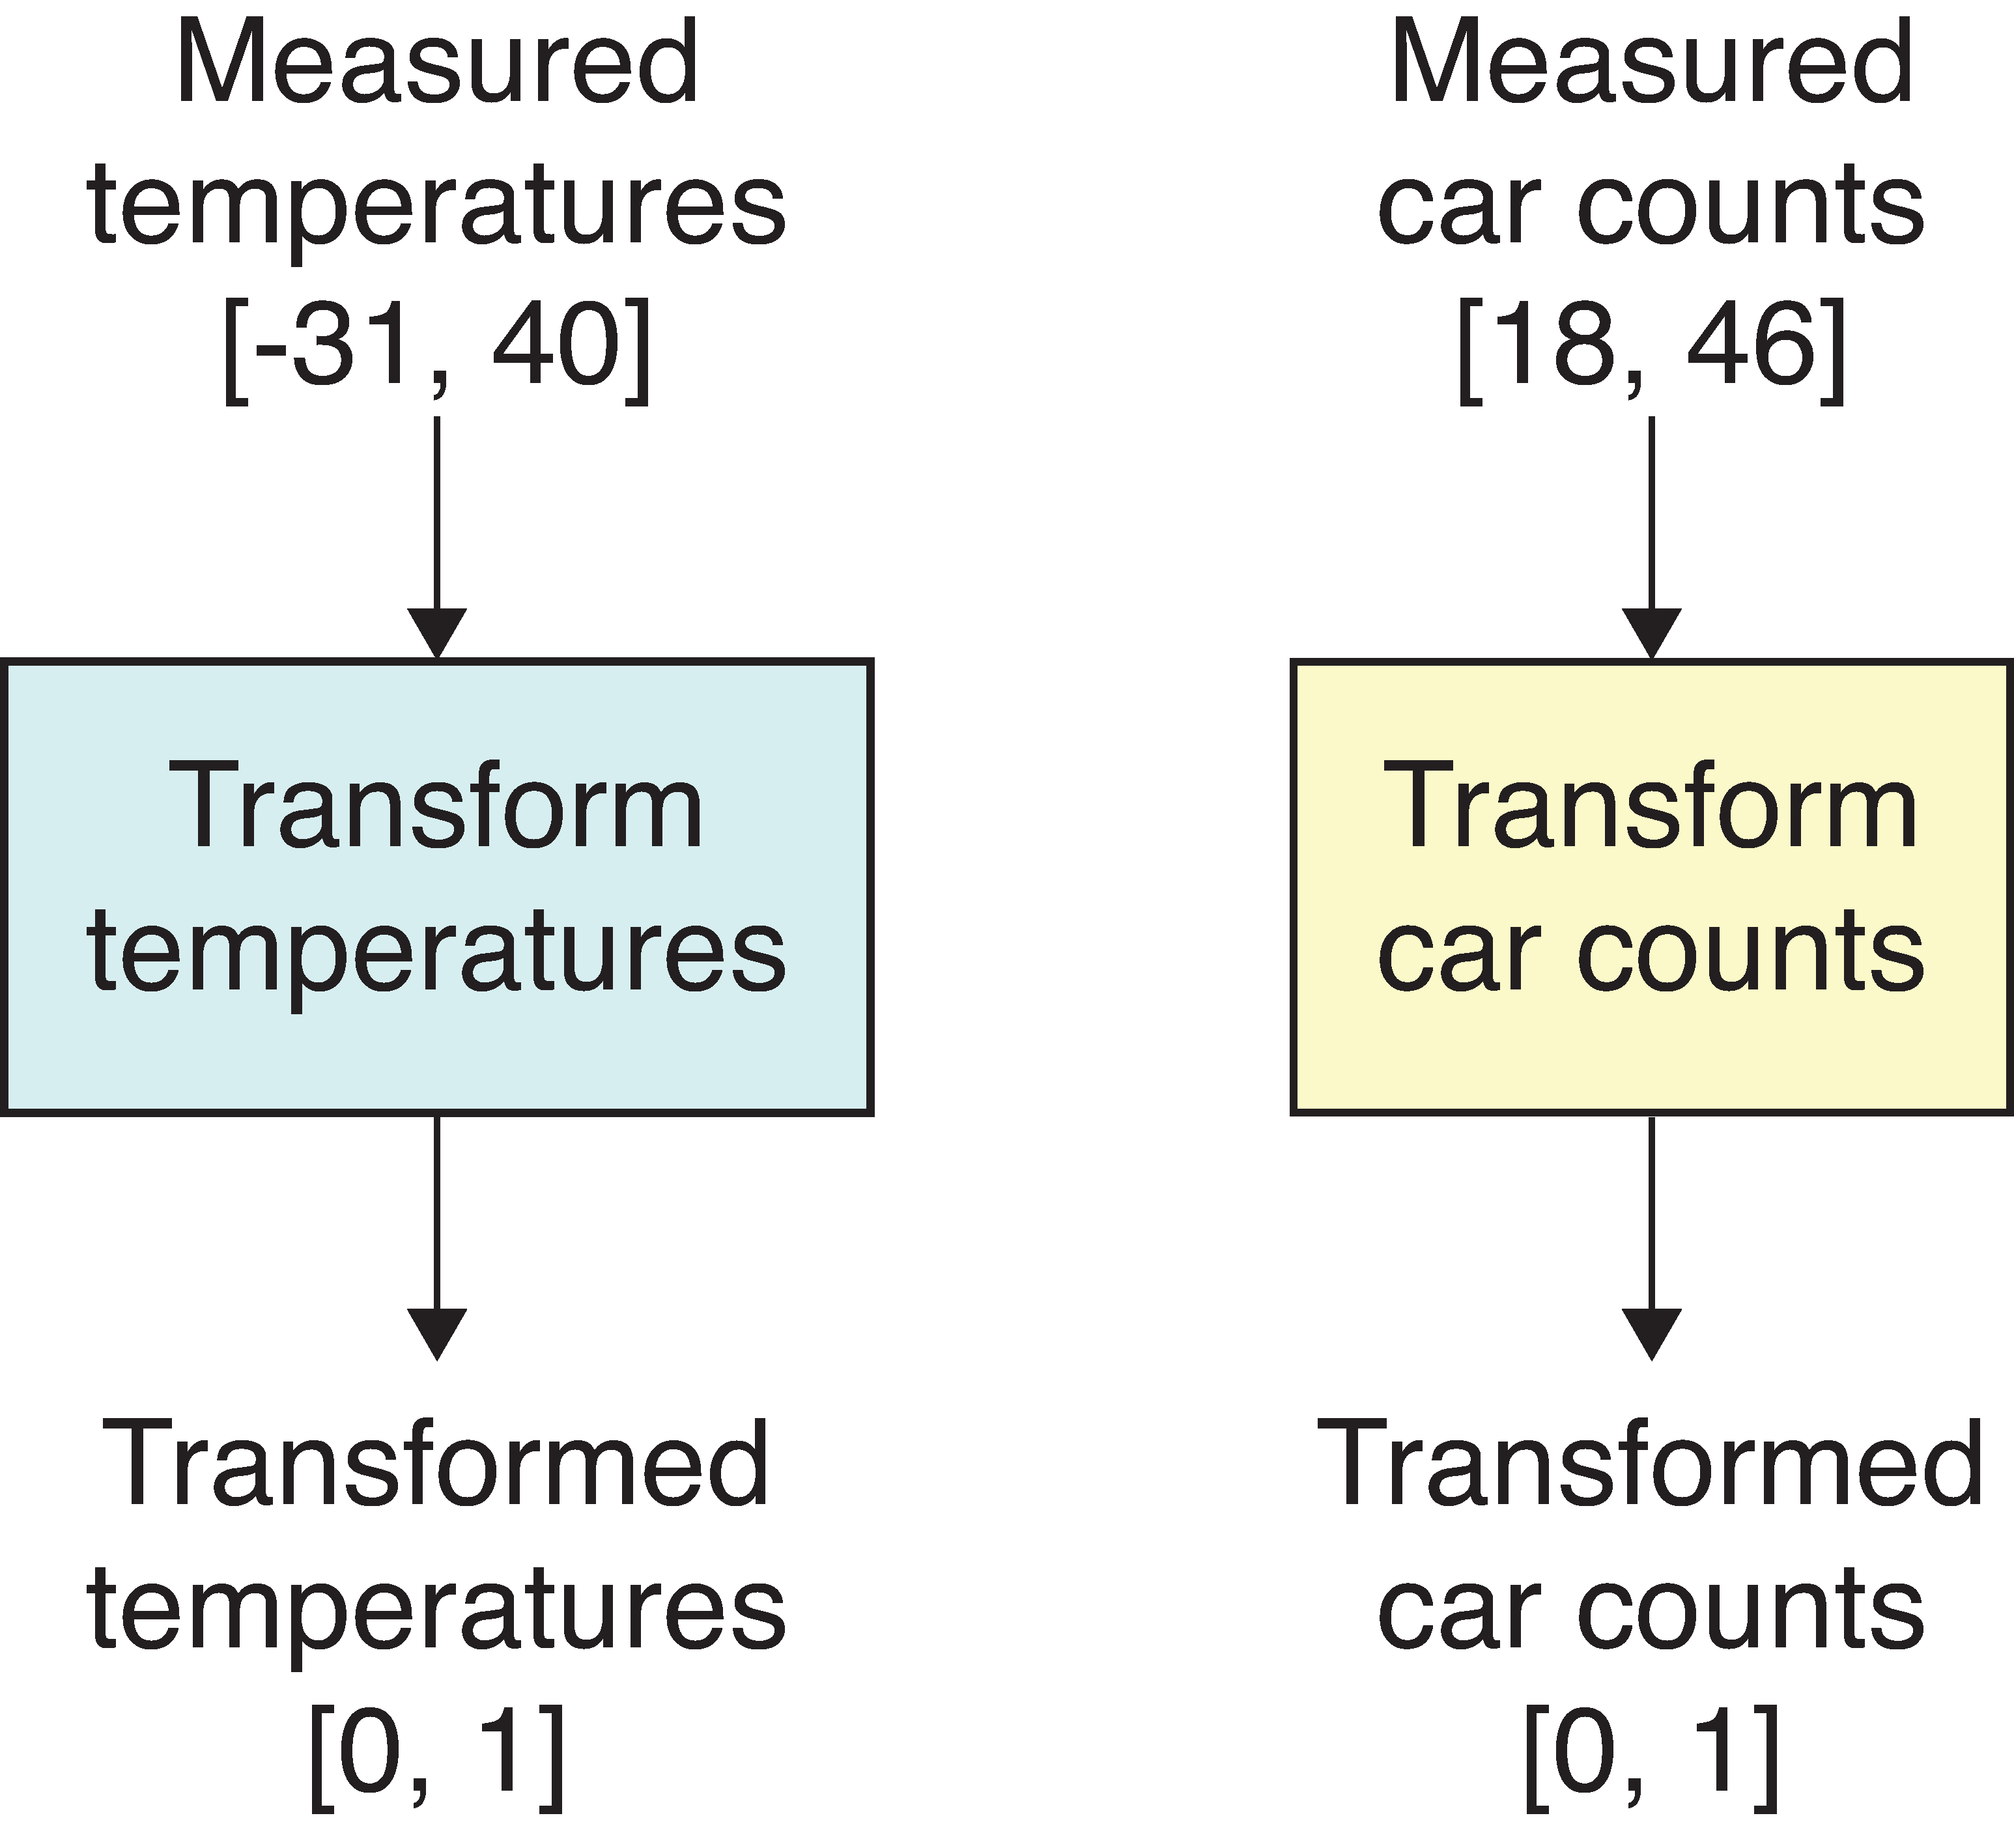 Measured
temperatures
[-31, 40]
Transform
temperatures
Transformed
temperatures
[0, 1]
Measured
car counts
[18, 46]
Transform
car counts
Transformed
car counts
[0, 1]